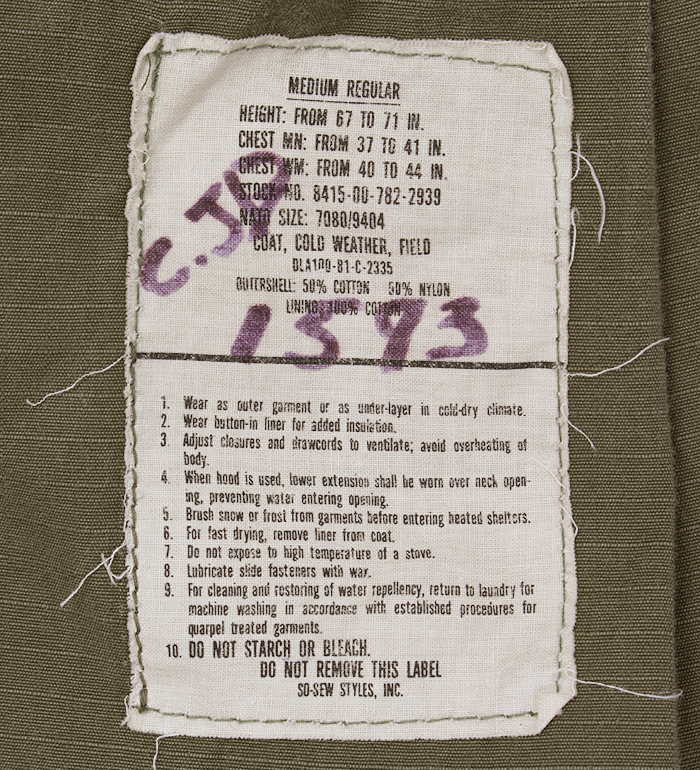 MEDIUM REGULAR
HEIGHT: FROM 67 TO 71 IN.
CHEST MN: FROM 37 TO 41 IN.
CHEST WM: FROM 40 TO 44 IN.
STOCK NO. 8415-00-782-2939
NATO SIZE: 7080/9404
COAT, COLD WEATHER, FIELD
DLA100-81-C-2335
OUTERSHELL: 50% COTTON 50% NYLON
LINING: 100% COTTON
1593
1. Wear as outer garment or as under-layer in cold-dry climate.
2. Wear button-in liner for added insulation.
3. Adjust closures and drawcords to ventilate; avoid overheating of
body.
4. When hood is used, lower extension shall be worn over neck open-
ing, preventing water entering opening.
5. Brush snow or frost from garments before entering heated shelters.
6. For fast drying, remove liner from coat.
7. Do not expose to high temperature of a stove.
8. Lubricate slide fasteners with wax.
9. For cleaning and restoring of water repellency, return to laundry for
machine washing in accordance with established procedures for
quarpel treated garments.
10. DO NOT STARCH OR BLEACH.
DO NOT REMOVE THIS LABEL
SO-SEW STYLES, INC.